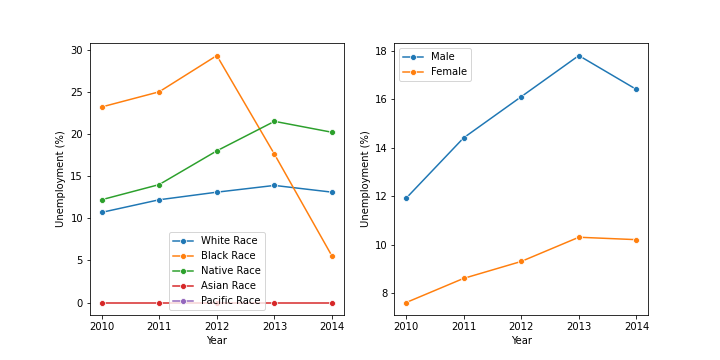 30
25
20
15
10
5
0
Unemployment (%)
White Race
Black Race
Native Race
Asian Race
Pacific Race
2010 2011 2012 2013 2014
Year
18
16
14
12
10
8
Unemployment (%)
Male
Female
2010 2011 2012 2013 2014
Year